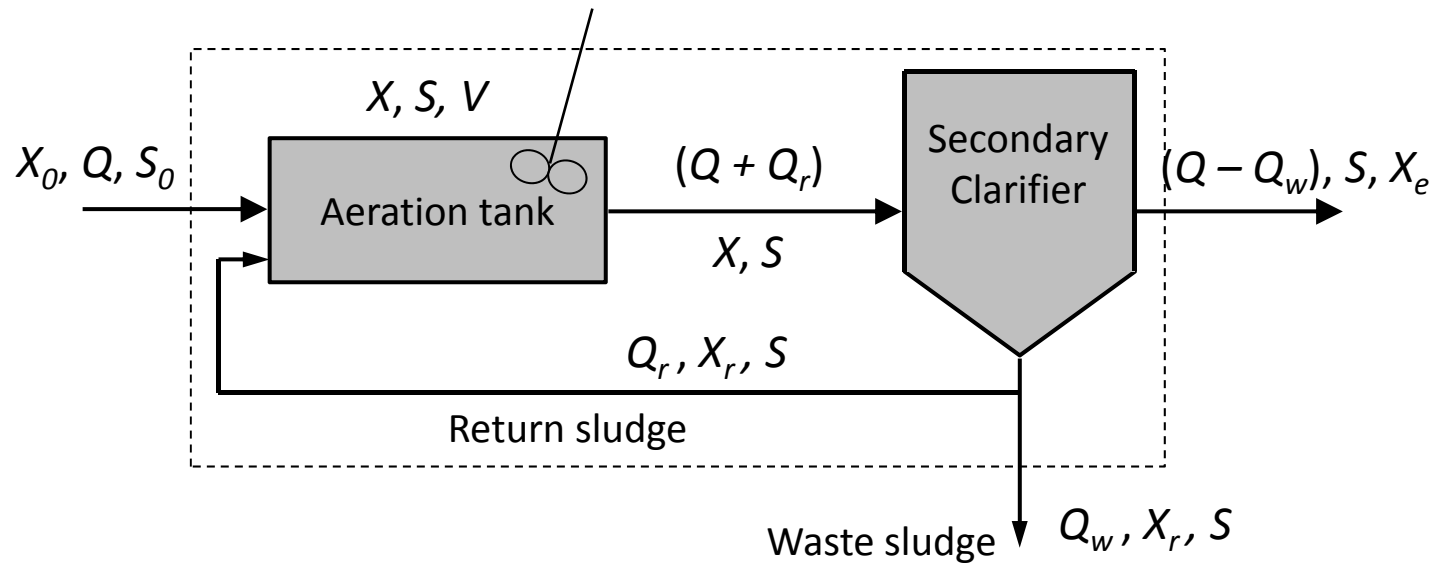 X, S, V
X0, Q, S0
Aeration tank
(Q + Qr)
X, S
Secondary
Clarifier
(Q – Qw), S, Xe
Qr , Xr, S
Return sludge
Waste sludge
Qw , Xr, S